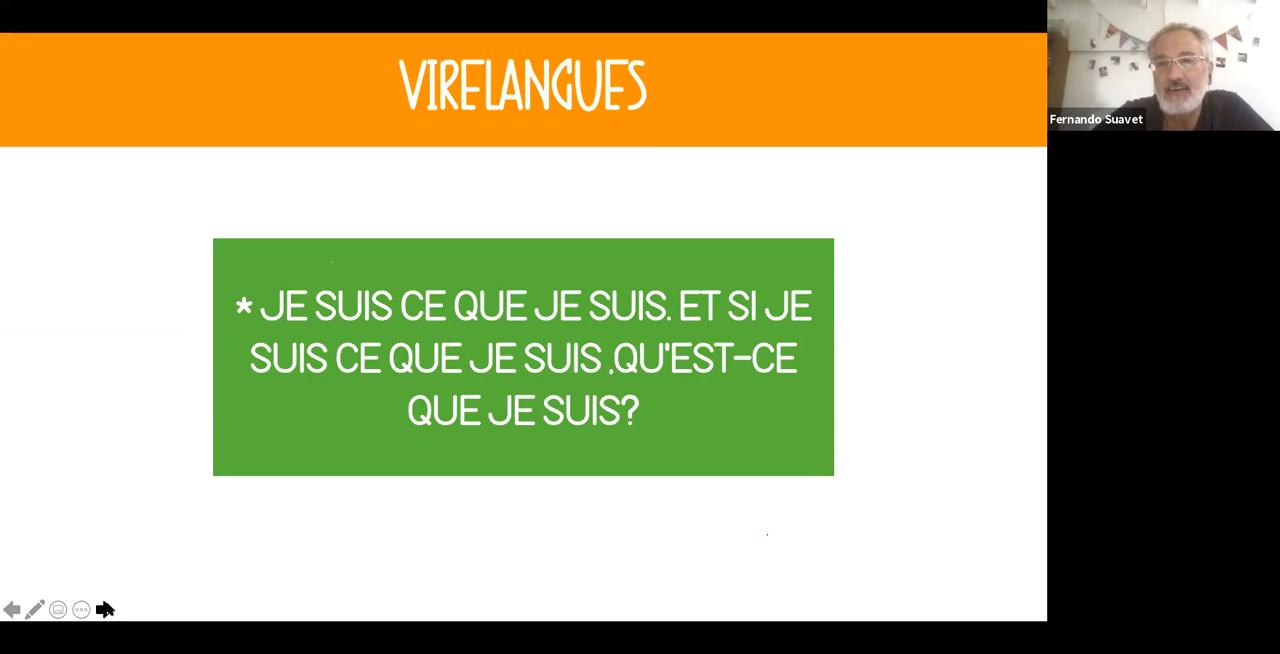 VIRELANGUES
Fernando Suavet
* JE SUIS CE QUE JE SUIS. ET SI JE
SUIS CE QUE JE SUIS ,QU'EST-CE
QUE JE SUIS?